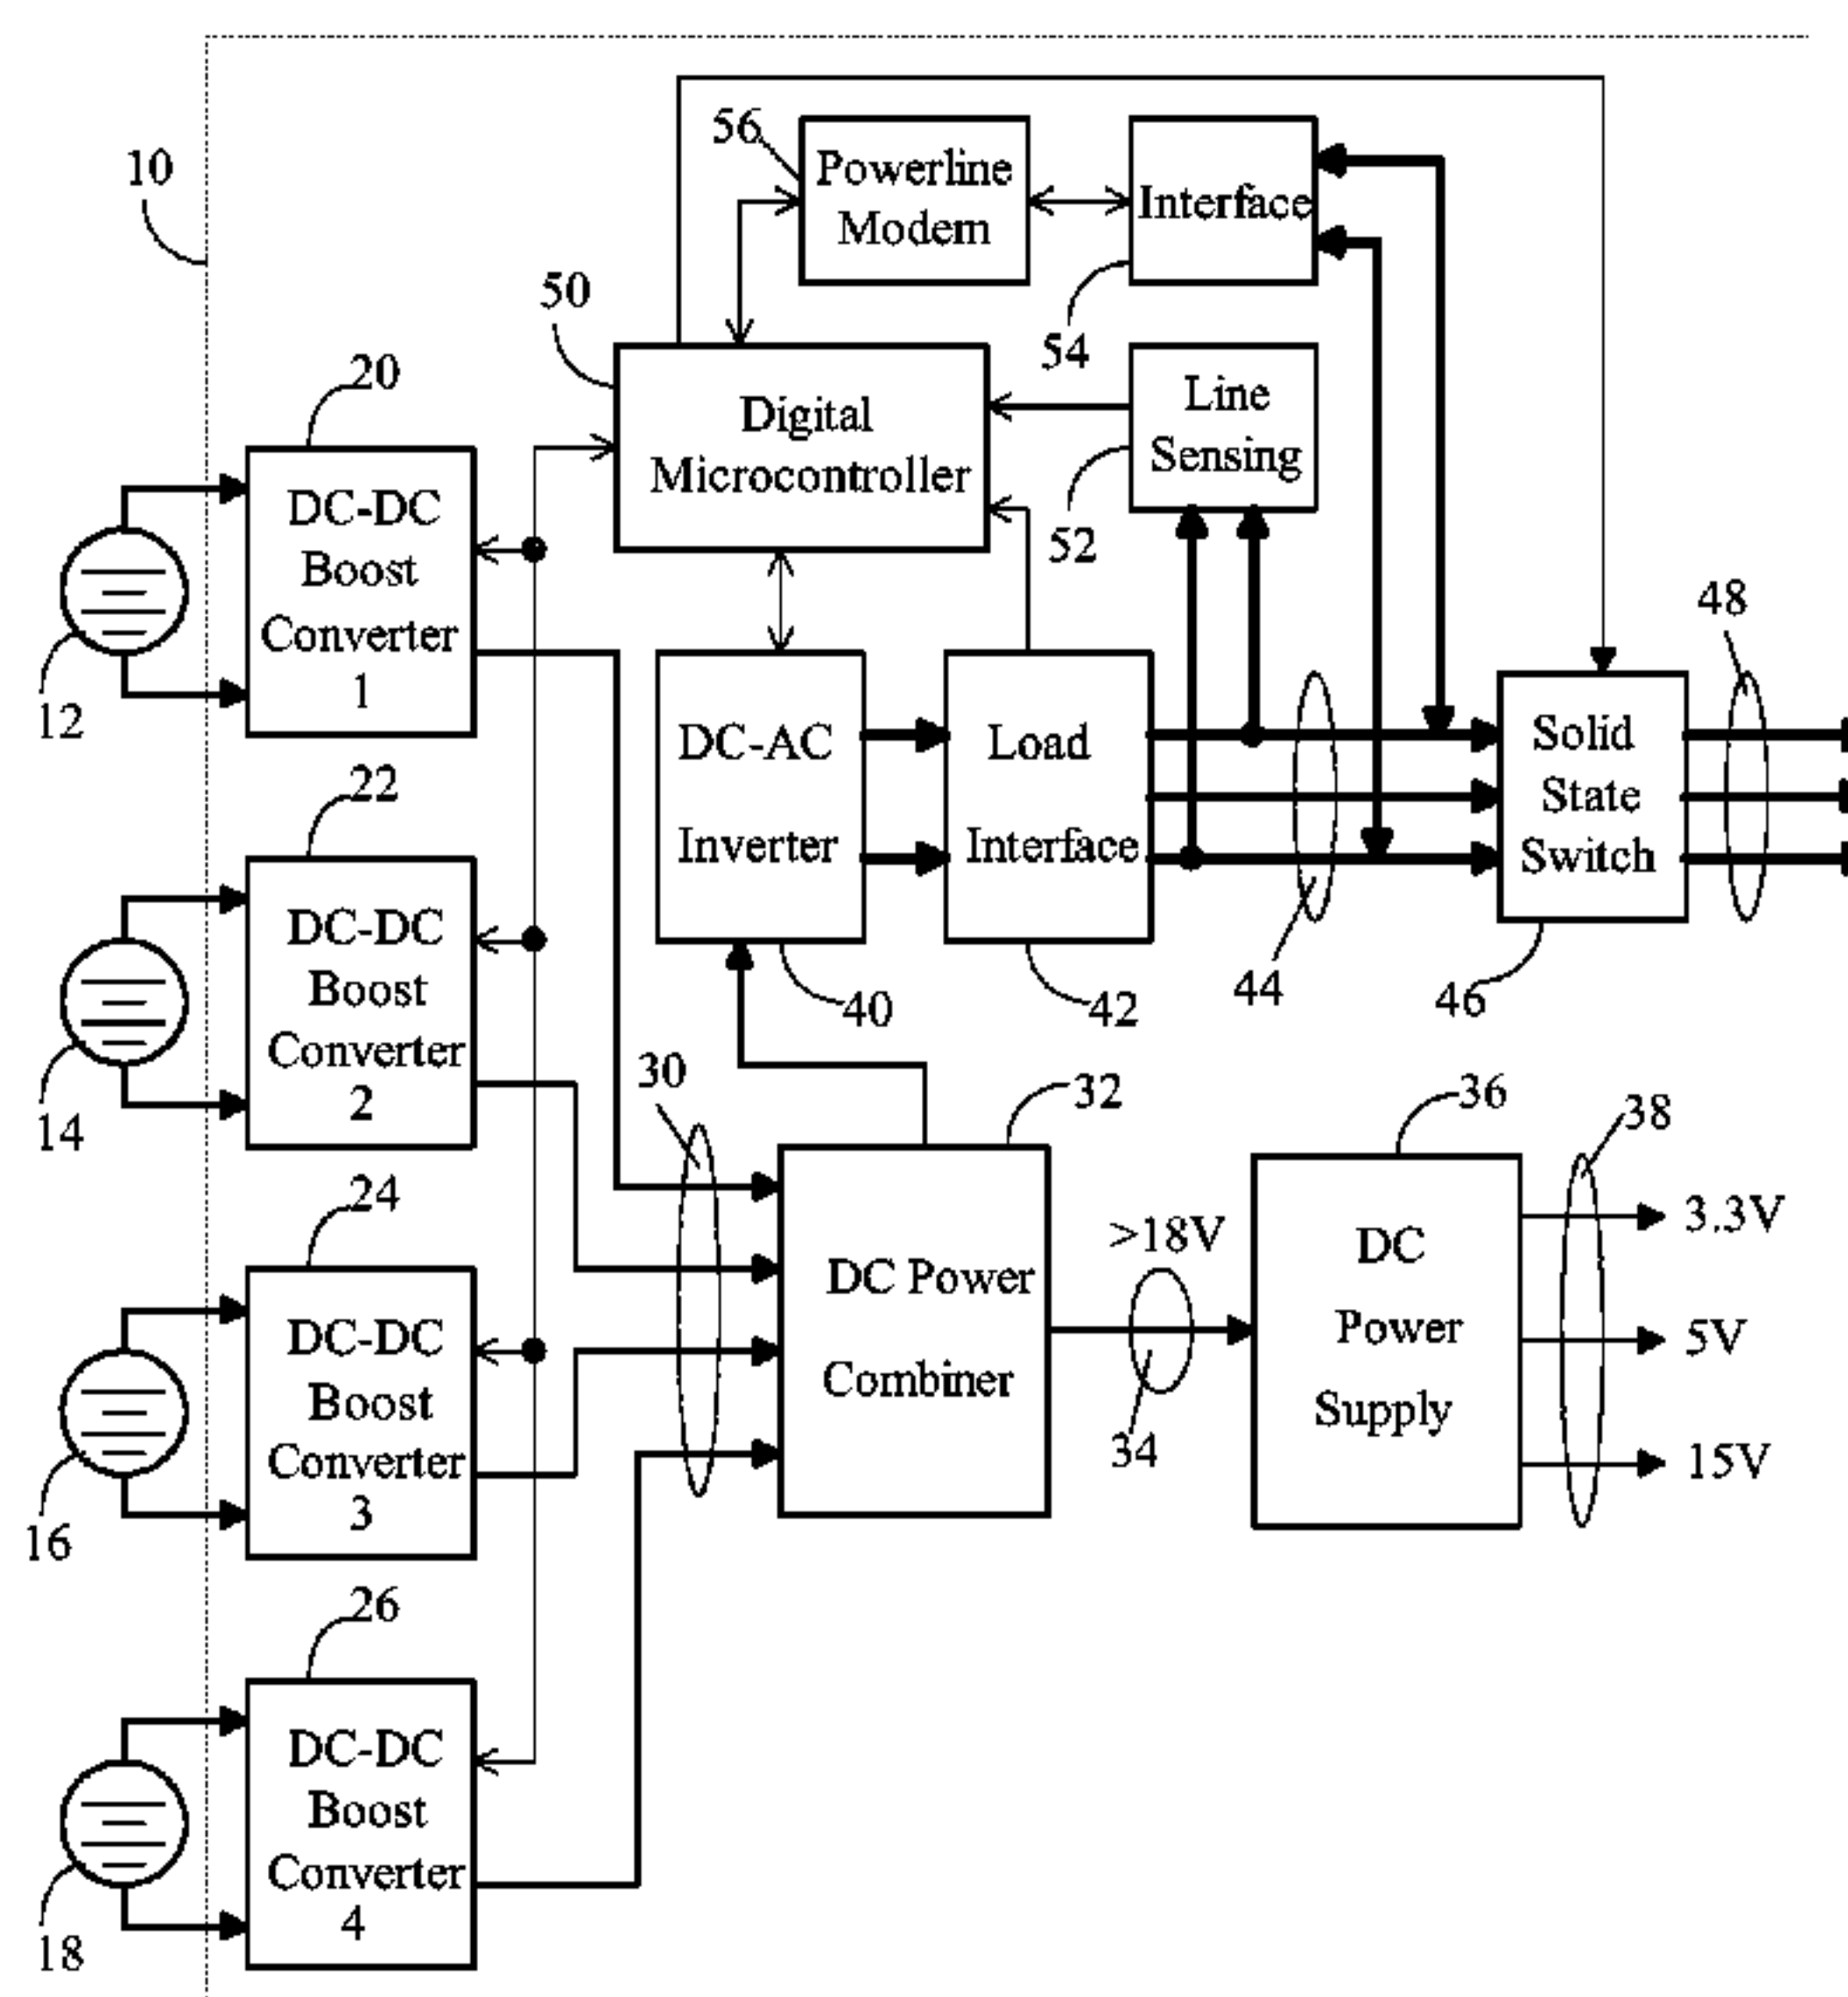 10
56
Powerline
Modem
Interface
54
50
Digital
Microcontroller
Line
Sensing
52
20
DC-DC
Boost
Converter
1
12
DC-AC
Inverter
40
Load
Interface
42
44
Solid
State
Switch
46
48
22
DC-DC
Boost
Converter
2
14
30
32
DC Power
Combiner
>18V
34
36
DC
Power
Supply
38
3.3V
5V
15V
24
DC-DC
Boost
Converter
3
16
26
DC-DC
Boost
Converter
4
18